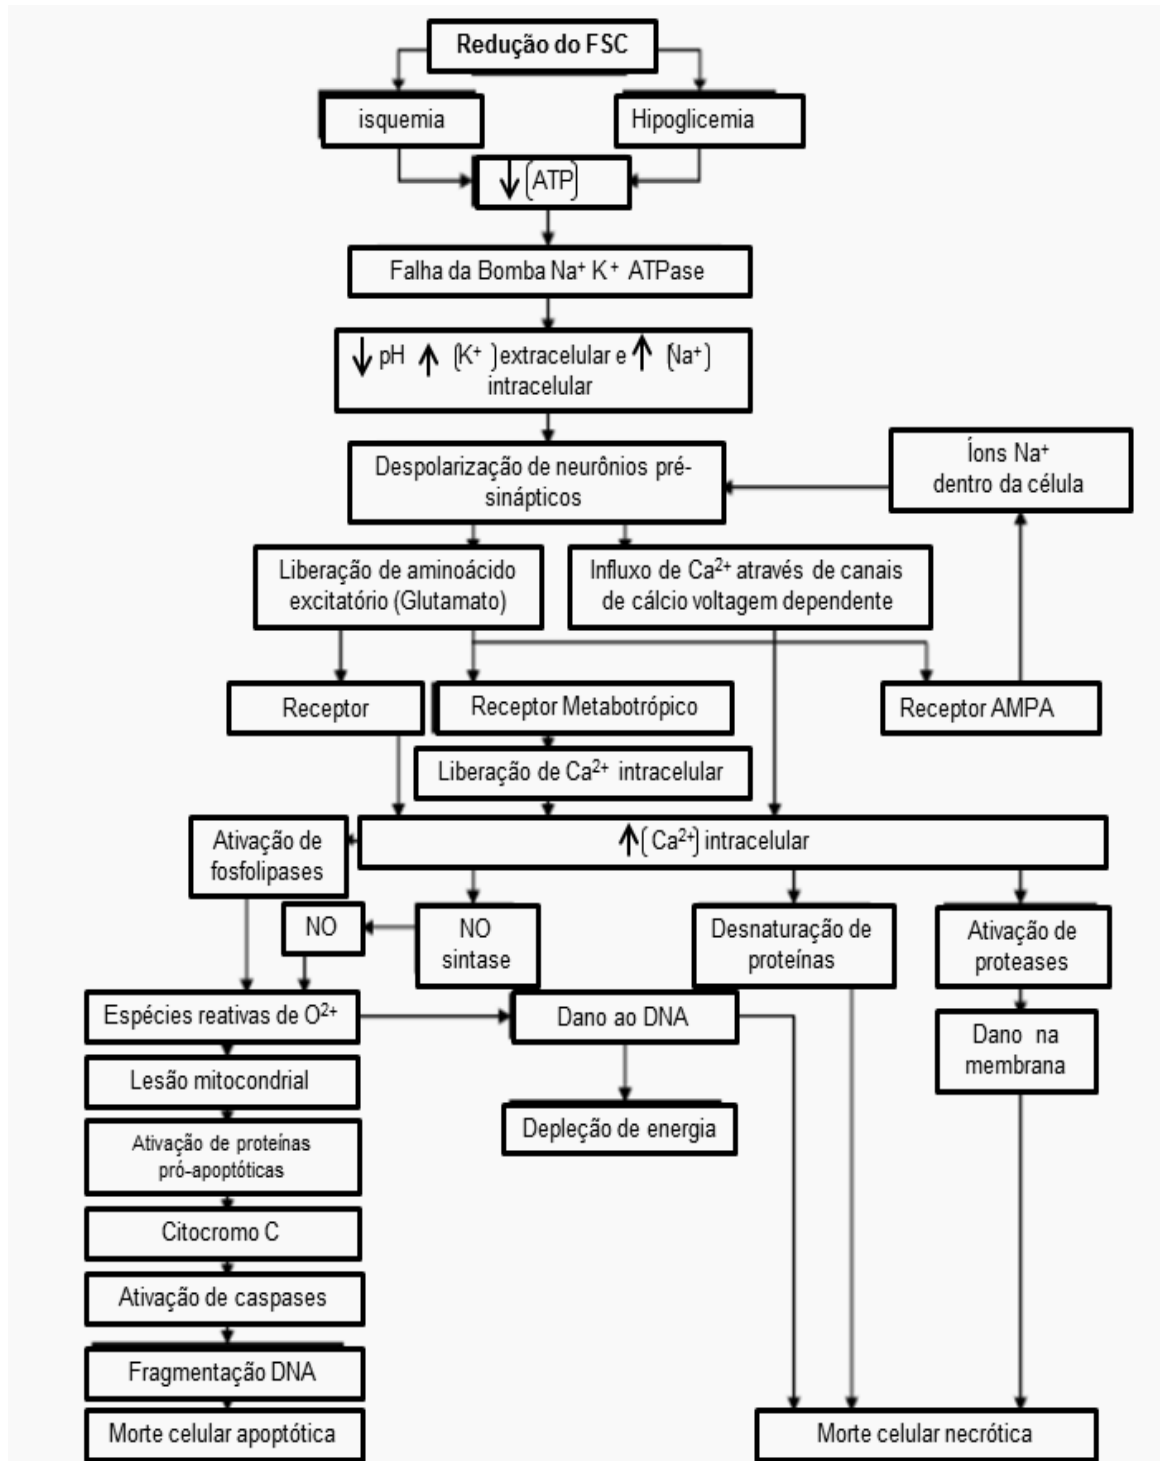 Redução do FSC
isquemia
Hipoglicemia
↓ [ATP]
Falha da Bomba Na⁺ K⁺ ATPase
↓ pH ↑ [K⁺ ] extracelular e ↑ [Na⁺]
intracelular
Despolarização de neurônios pré-
sinápticos
Íons Na⁺
dentro da célula
Liberação de aminoácido
excitatório (Glutamato)
Influxo de Ca²⁺ através de canais
de cálcio voltagem dependente
Receptor
Receptor Metabotrópico
Receptor AMPA
Liberação de Ca²⁺ intracelular
↑ [Ca²⁺] intracelular
Ativação de
fosfolipases
NO
NO
sintase
Desnaturação de
proteínas
Ativação de
proteases
Espécies reativas de O²⁺
Dano ao DNA
Dano na
membrana
Lesão mitocondrial
Depleção de energia
Ativação de proteínas
pró-apoptóticas
Citocromo C
Ativação de caspases
Fragmentação DNA
Morte celular apoptótica
Morte celular necrótica